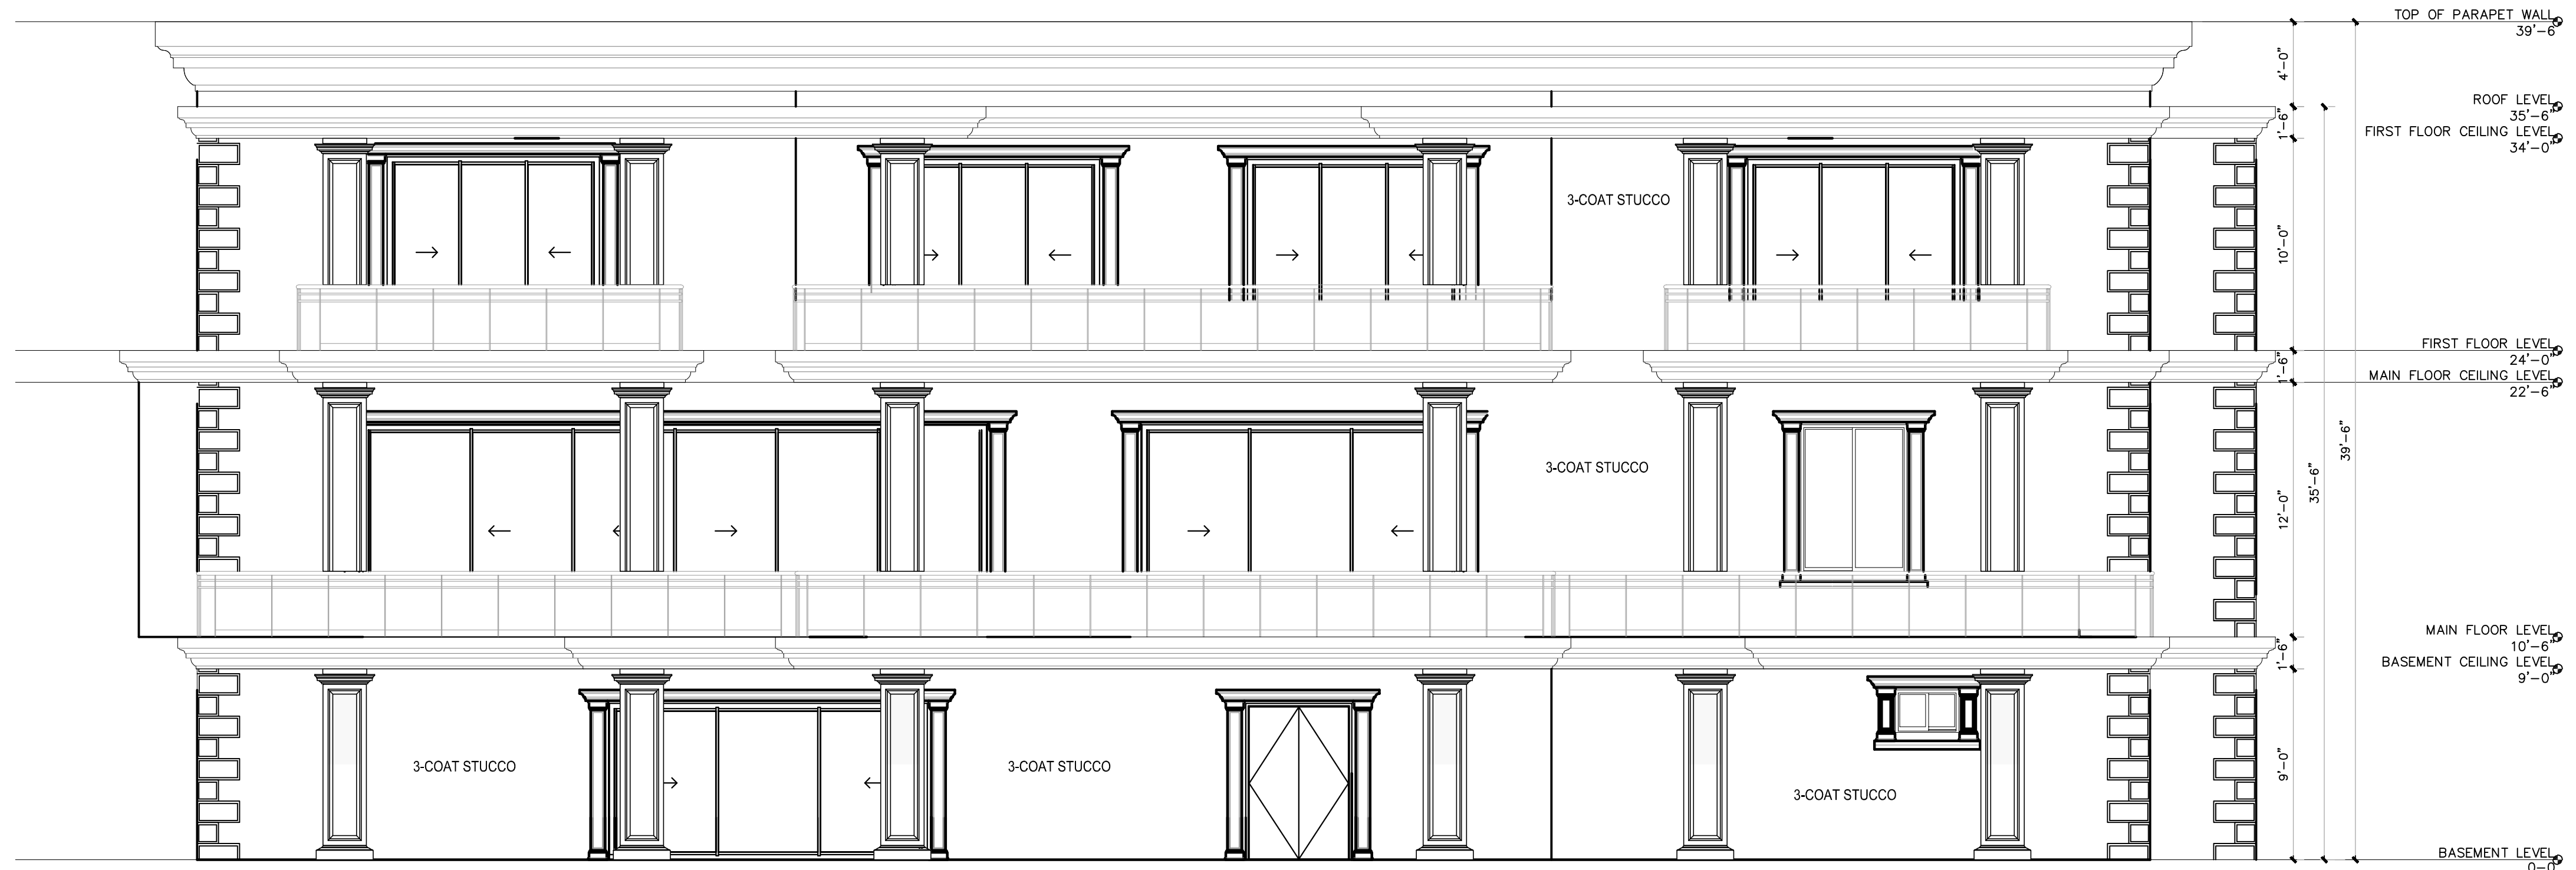 TOP OF PARAPET WALL
39'-6
4'-0"
ROOF LEVEL
35'-6"
1'-6"
FIRST FLOOR CEILING LEVEL
34'-0"
3-COAT STUCCO
10'-0"
FIRST FLOOR LEVEL
24'-0"
1'-6"
MAIN FLOOR CEILING LEVEL
22'-6"
39'-6"
3-COAT STUCCO
35'-6"
12'-0"
MAIN FLOOR LEVEL
10'-6"
1'-6"
BASEMENT CEILING LEVEL
9'-0"
3-COAT STUCCO
3-COAT STUCCO
9'-0"
3-COAT STUCCO
BASEMENT LEVEL
0-0